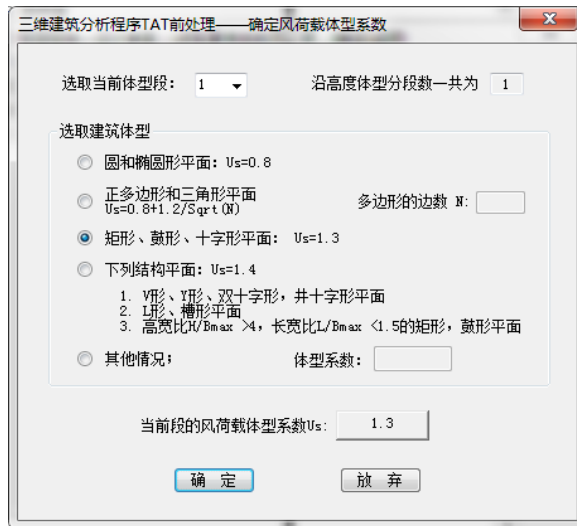 三维建筑分析程序TAT前处理——确定风荷载体型系数
选取当前体型段： 1 沿高度体型分段数一共为 1
选取建筑体型
圆和椭圆形平面：Us=0.8
正多边形和三角形平面
Us=0.8+1.2/Sqrt(N) 多边形的边数 N:
矩形、鼓形、十字形平面： Us=1.3
下列结构平面：Us=1.4
1. V形、Y形、双十字形，井十字形平面
2. L形、槽形平面
3. 高宽比H/Bmax >4，长宽比L/Bmax <1.5的矩形，鼓形平面
其他情况； 体型系数：
当前段的风荷载体型系数Us: 1.3
确 定 放 弃